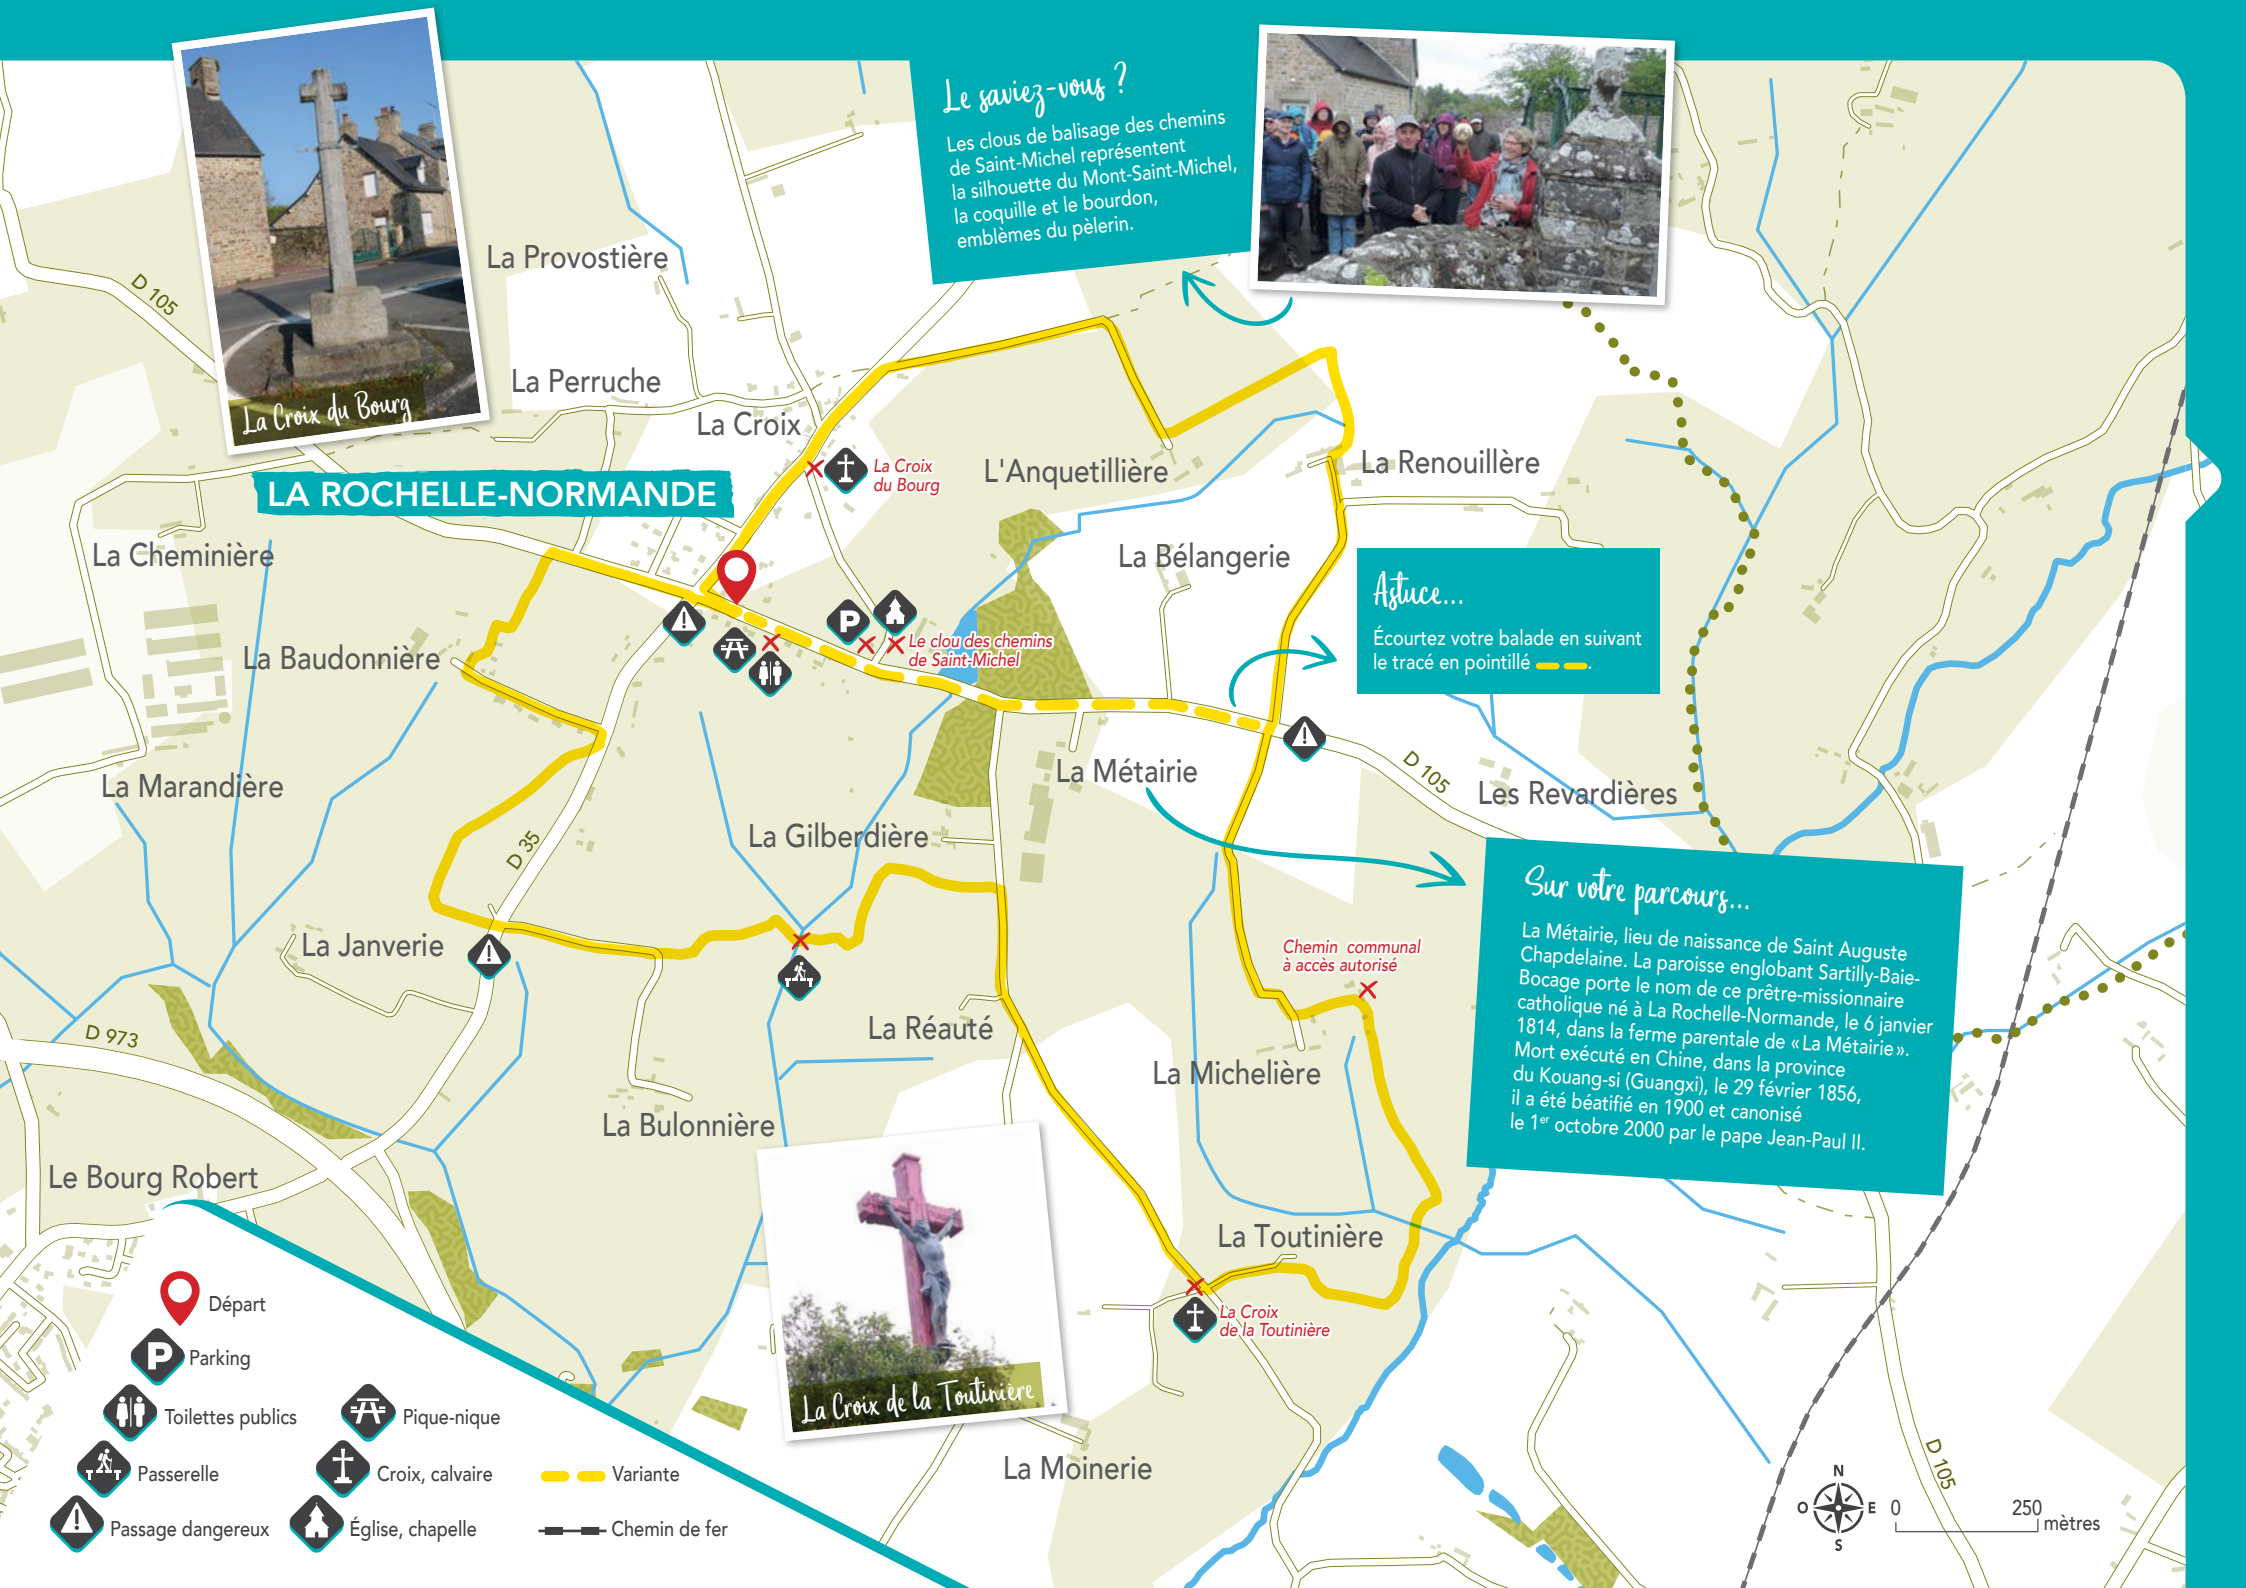 Le saviez-vous ?
Les clous de balisage des chemins
de Saint-Michel représentent
la silhouette du Mont-Saint-Michel,
la coquille et le bourdon,
emblèmes du pèlerin.
La Croix du Bourg
D 105
La Provostière
La Perruche
La Croix
La Croix
du Bourg
L'Anquetillière
La Renouillère
LA ROCHELLE-NORMANDE
La Cheminière
La Bélangerie
La Baudonnière
P
Le clou des chemins
de Saint-Michel
Astuce...
Écourtez votre balade en suivant
le tracé en pointillé
.
La Marandière
La Métairie
D 105
Les Revardières
D 35
La Gilberdière
La Janverie
Chemin communal
à accès autorisé
Sur votre parcours...
La Métairie, lieu de naissance de Saint Auguste
Chapdelaine. La paroisse englobant Sartilly-Baie-
Bocage porte le nom de ce prêtre-missionnaire
catholique né à La Rochelle-Normande, le 6 janvier
1814, dans la ferme parentale de « La Métairie ».
Mort exécuté en Chine, dans la province
du Kouang-si (Guangxi), le 29 février 1856,
il a été béatifié en 1900 et canonisé
le 1er octobre 2000 par le pape Jean-Paul II.
D 973
La Réauté
La Michelière
La Bulonnière
Le Bourg Robert
La Toutinière
La Croix
de la Toutinière
La Croix de la Toutinière
La Moinerie
Départ
P
Parking
Toilettes publics
Pique-nique
Passerelle
Croix, calvaire
Variante
Passage dangereux
Église, chapelle
Chemin de fer
D 105
N
O
E
S
0
250
mètres